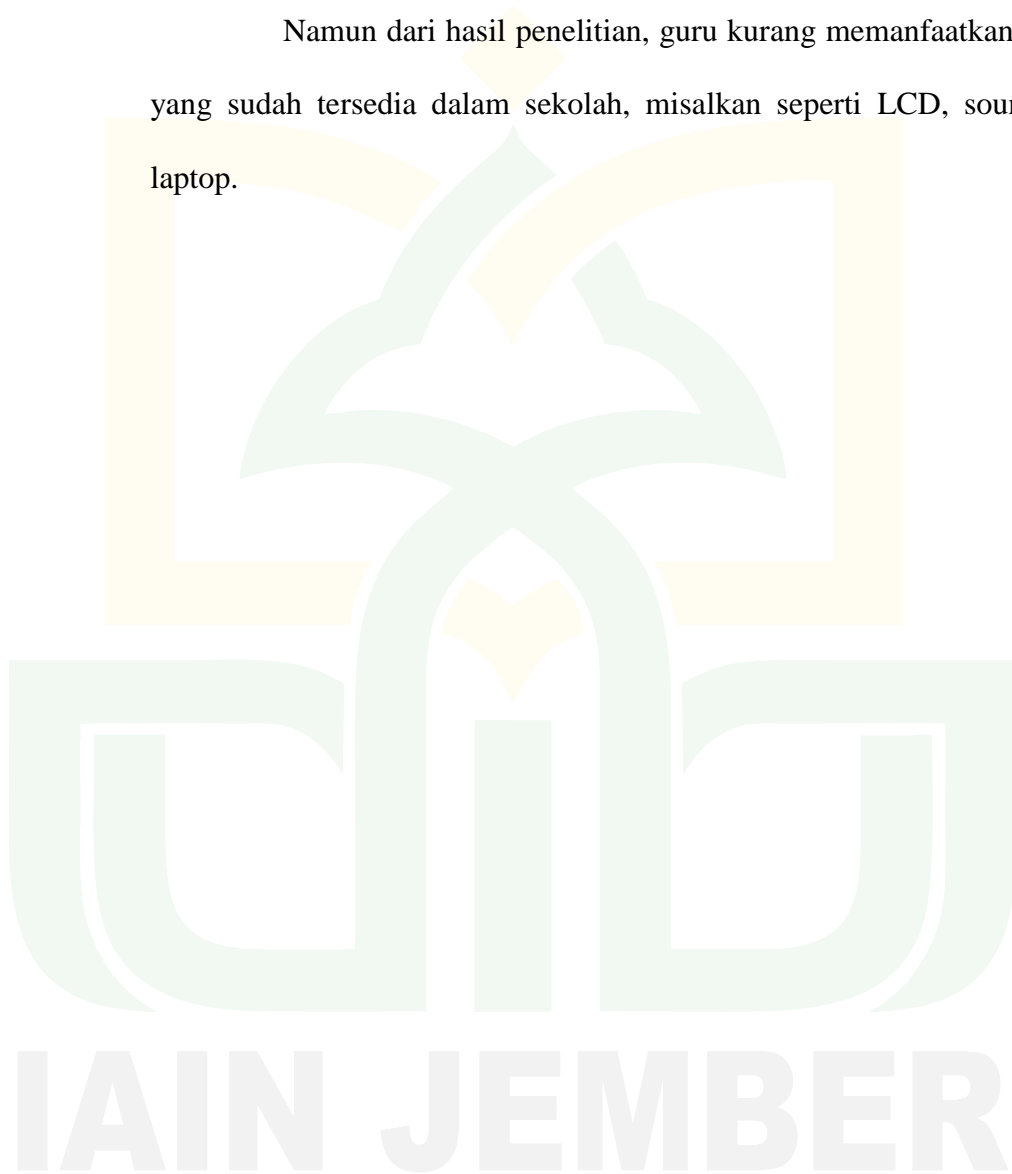 Namun dari hasil penelitian, guru kurang memanfaatkan
yang sudah tersedia dalam sekolah, misalkan seperti LCD,
laptop.
IAIN JEMBER